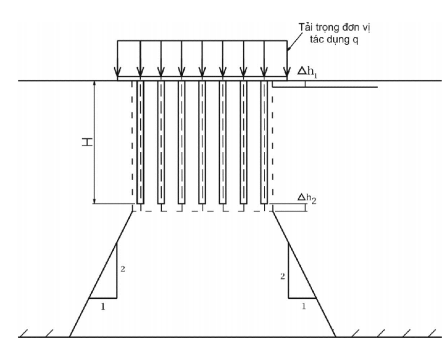 Tải trọng đơn vị
tác dụng q
Δh₁
H
Δh₂
2
2
1
1